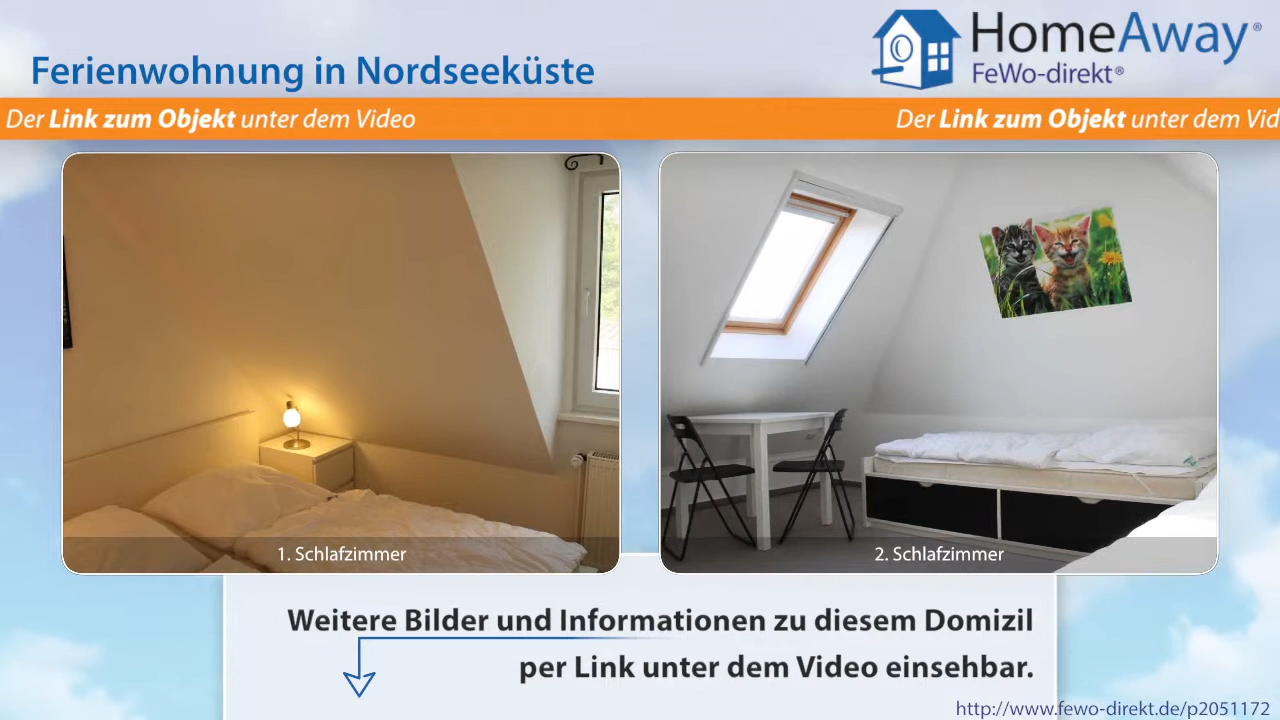 Ferienwohnung in Nordseeküste
HomeAway®
FeWo-direkt®
Der Link zum Objekt unter dem Video
Der Link zum Objekt unter dem Vid
1. Schlafzimmer
2. Schlafzimmer
Weitere Bilder und Informationen zu diesem Domizil
per Link unter dem Video einsehbar.
http://www.fewo-direkt.de/p2051172